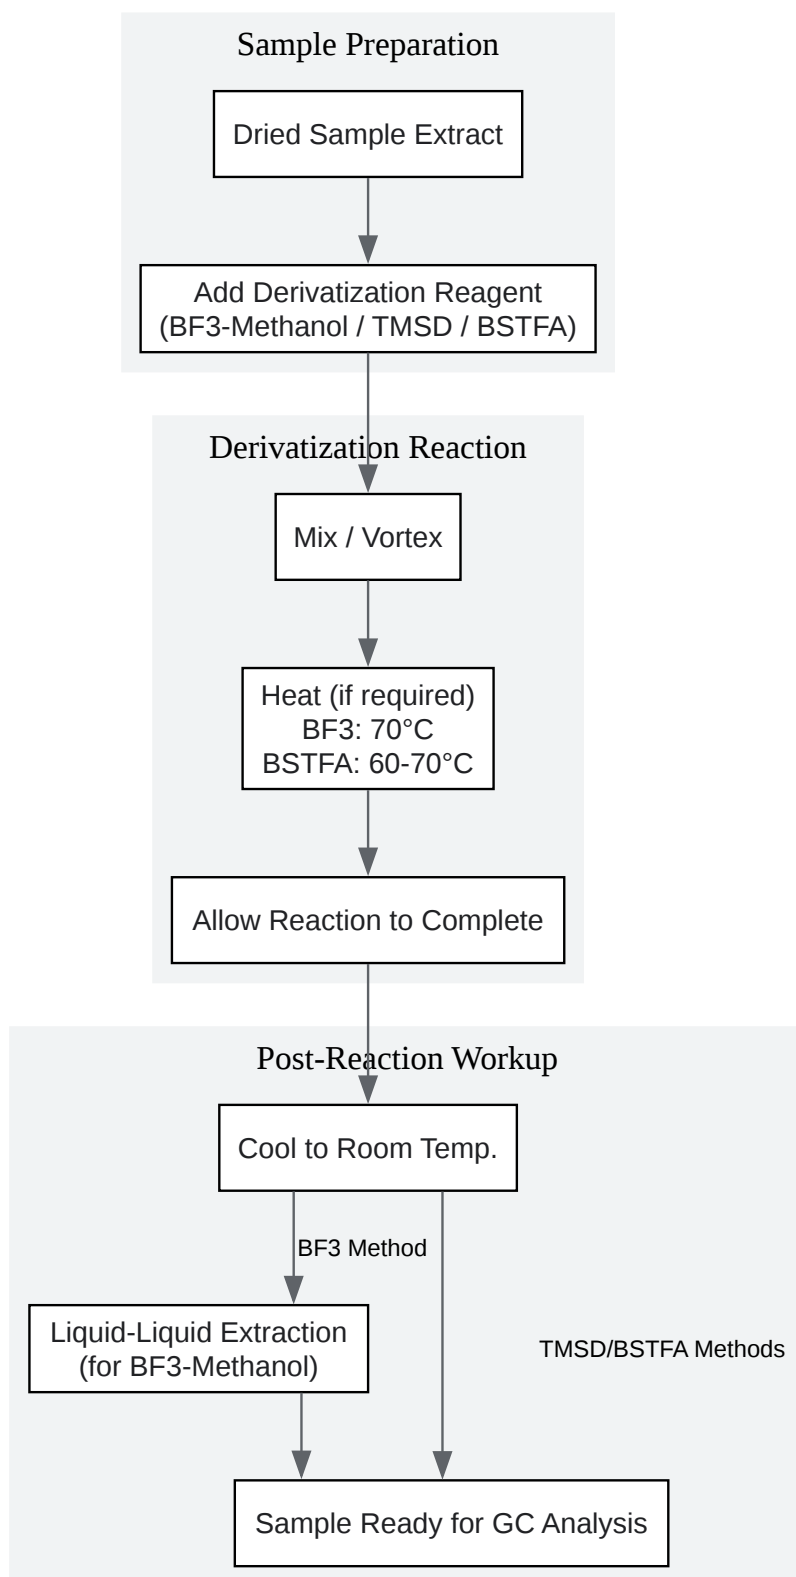 Sample Preparation
Dried Sample Extract
Add Derivatization Reagent
(BF3-Methanol / TMSD / BSTFA)
Derivatization Reaction
Mix / Vortex
Heat (if required)
BF3: 70°C
BSTFA: 60-70°C
Allow Reaction to Complete
Post-Reaction Workup
Cool to Room Temp.
BF3 Method
Liquid-Liquid Extraction
(for BF3-Methanol)
TMSD/BSTFA Methods
Sample Ready for GC Analysis